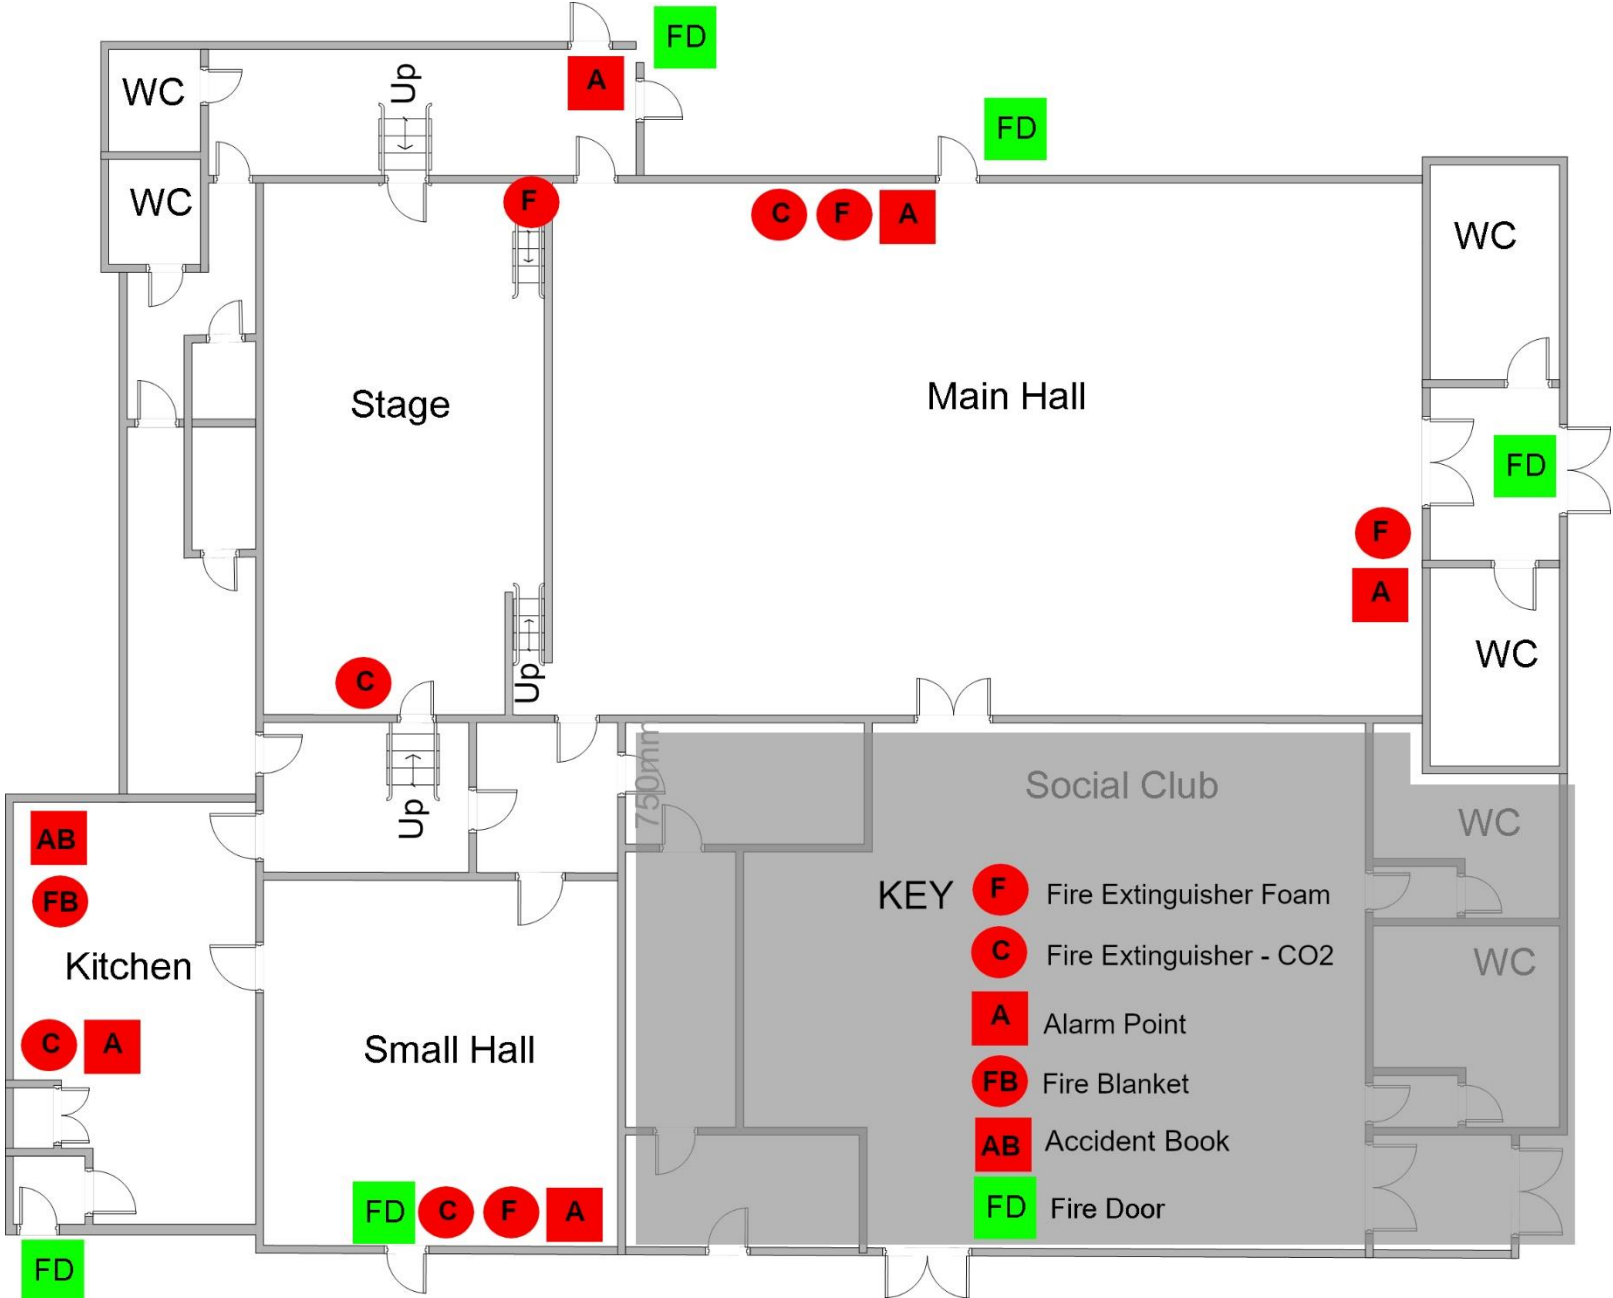 FD
A
Up
WC
FD
WC
F
C
F
A
WC
Stage
Main Hall
FD
F
A
C
Up
WC
750mm
Social Club
Up
WC
AB
KEY
F
Fire Extinguisher Foam
FB
C
Fire Extinguisher - CO2
WC
Kitchen
A
Alarm Point
C
A
Small Hall
FB
Fire Blanket
AB
Accident Book
FD
C
F
A
FD
Fire Door
FD